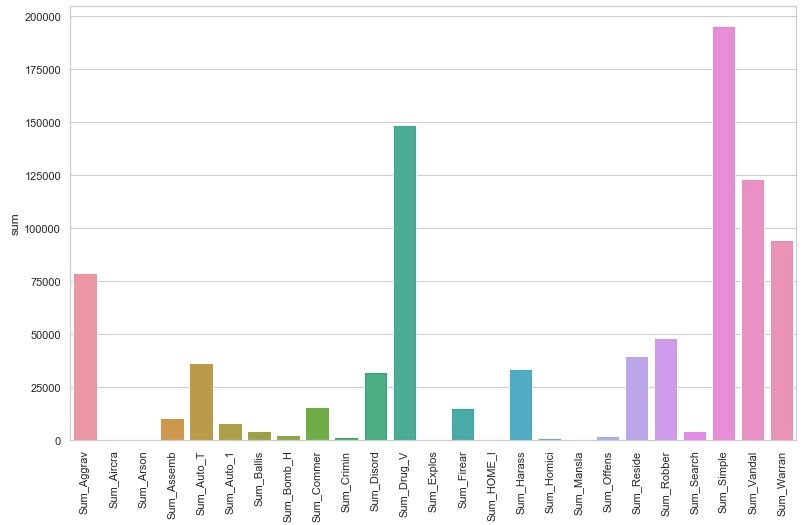 200000
175000
150000
125000
100000
75000
50000
25000
0
sum
Sum_Aggrav
Sum_Aircra
Sum_Arson
Sum_Assemb
Sum_Auto_T
Sum_Auto_1
Sum_Ballis
Sum_Bomb_H
Sum_Commer
Sum_Crimin
Sum_Disord
Sum_Drug_V
Sum_Explos
Sum_Firear
Sum_HOME_I
Sum_Harass
Sum_Homici
Sum_Mansla
Sum_Offens
Sum_Reside
Sum_Robber
Sum_Search
Sum_Simple
Sum_Vandal
Sum_Warran